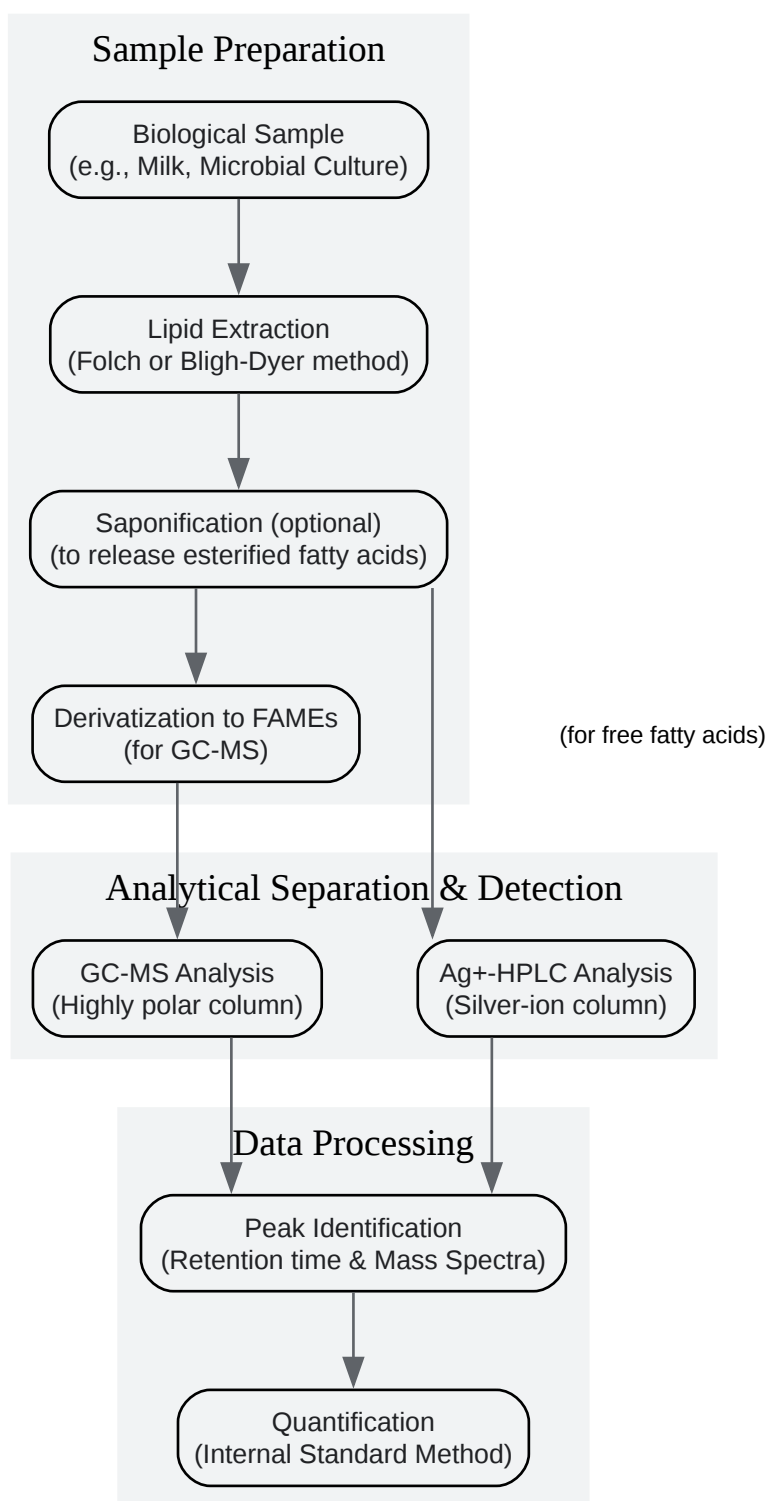 Sample Preparation
Biological Sample
(e.g., Milk, Microbial Culture)
Lipid Extraction
(Folch or Bligh-Dyer method)
Saponification (optional)
(to release esterified fatty acids)
Derivatization to FAMEs
(for GC-MS)
(for free fatty acids)
Analytical Separation & Detection
GC-MS Analysis
(Highly polar column)
Ag+-HPLC Analysis
(Silver-ion column)
Data Processing
Peak Identification
(Retention time & Mass Spectra)
Quantification
(Internal Standard Method)